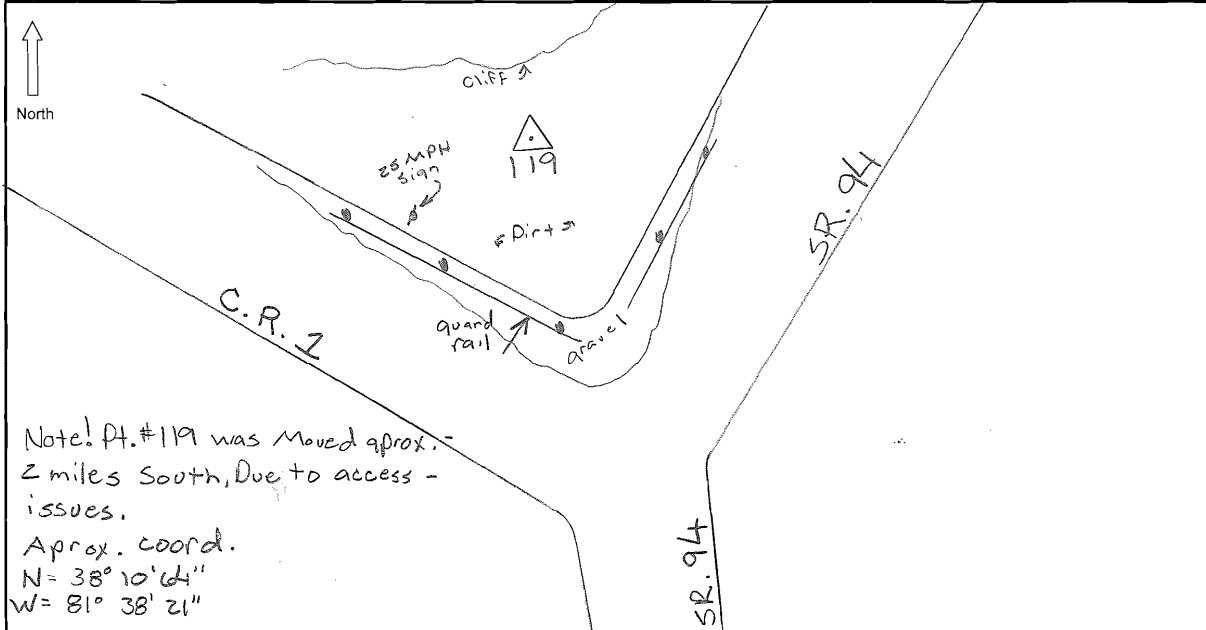 North
Cliff
25 MPH
Sign
119
Dirt
SR. 94
C. R. 1
guard
rail
gravel
Note! Pt. #119 was Moved aprox. -
2 miles South, Due to access -
issues.
Aprox. coord.
N = 38° 10'
W = 81° 38' 21"
SR. 94